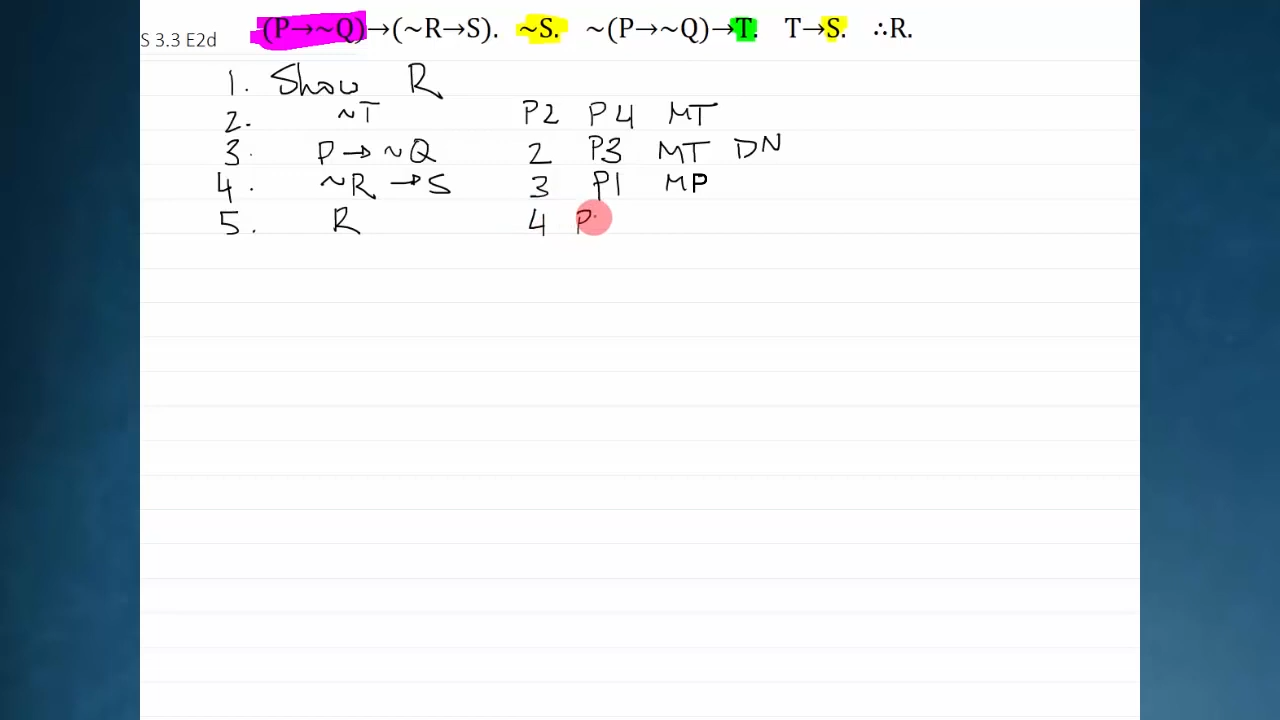 S 3.3 E2d (P→~Q)→(~R→S). ~S. ~(P→~Q)→T. T→S. ∴R.
1. Show R
2. ~T P2 P4 MT
3. P→~Q 2 P3 MT DN
4. ~R→S 3 P1 MP
5. R 4 P